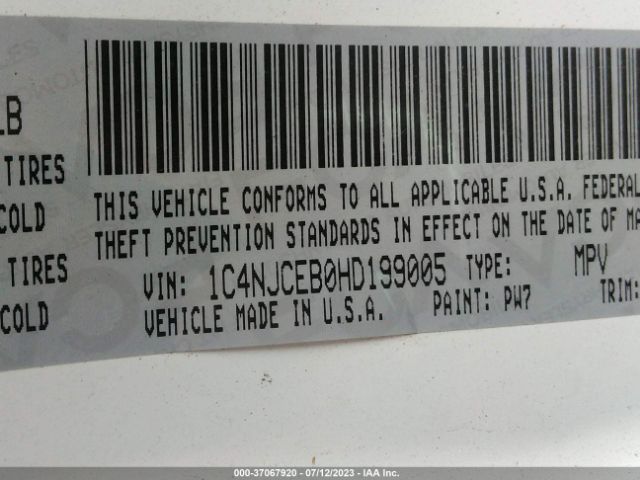 LB
TIRES
COLD
TIRES
COLD
THIS VEHICLE CONFORMS TO ALL APPLICABLE U.S.A. FEDERAL
THEFT PREVENTION STANDARDS IN EFFECT ON THE DATE OF MA
VIN: 1C4NJCEB0HD199005 TYPE: MPV
VEHICLE MADE IN U.S.A. PAINT: PW7 TRIM:
000-37067920 - 07/12/2023 - IAA Inc.